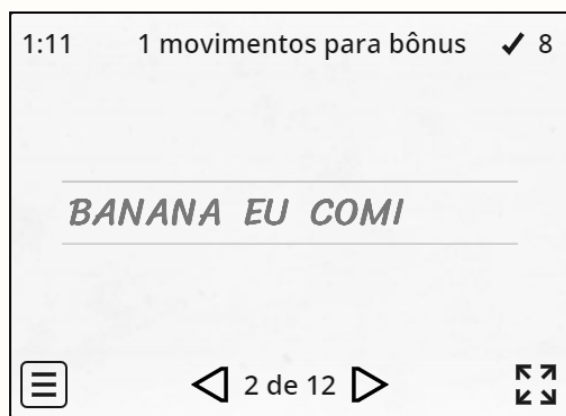 1:11 1 movimentos para bônus ✓ 8
BANANA EU COMI
2 de 12